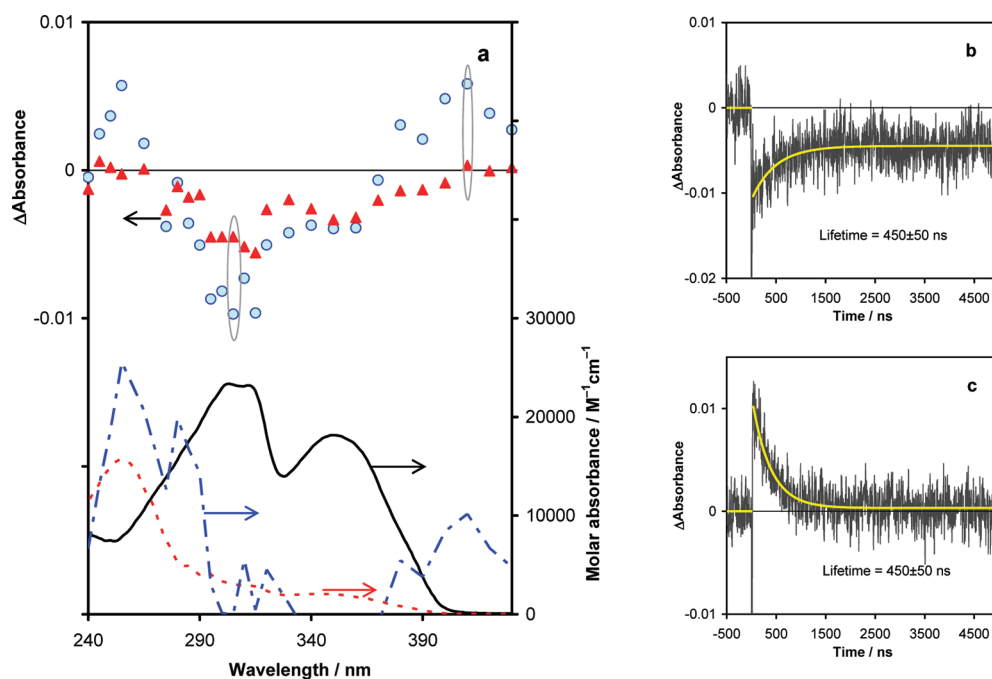 a
0.01
0
-0.01
ΔAbsorbance
30000
20000
10000
0
Molar absorbance / M⁻¹cm⁻¹
240 290 340 390
Wavelength / nm
b
0.01
0
-0.01
-0.02
ΔAbsorbance
Lifetime = 450±50 ns
-500 500 1500 2500 3500 4500
Time / ns
c
0.01
0
-0.01
ΔAbsorbance
Lifetime = 450±50 ns
-500 500 1500 2500 3500 4500
Time / ns